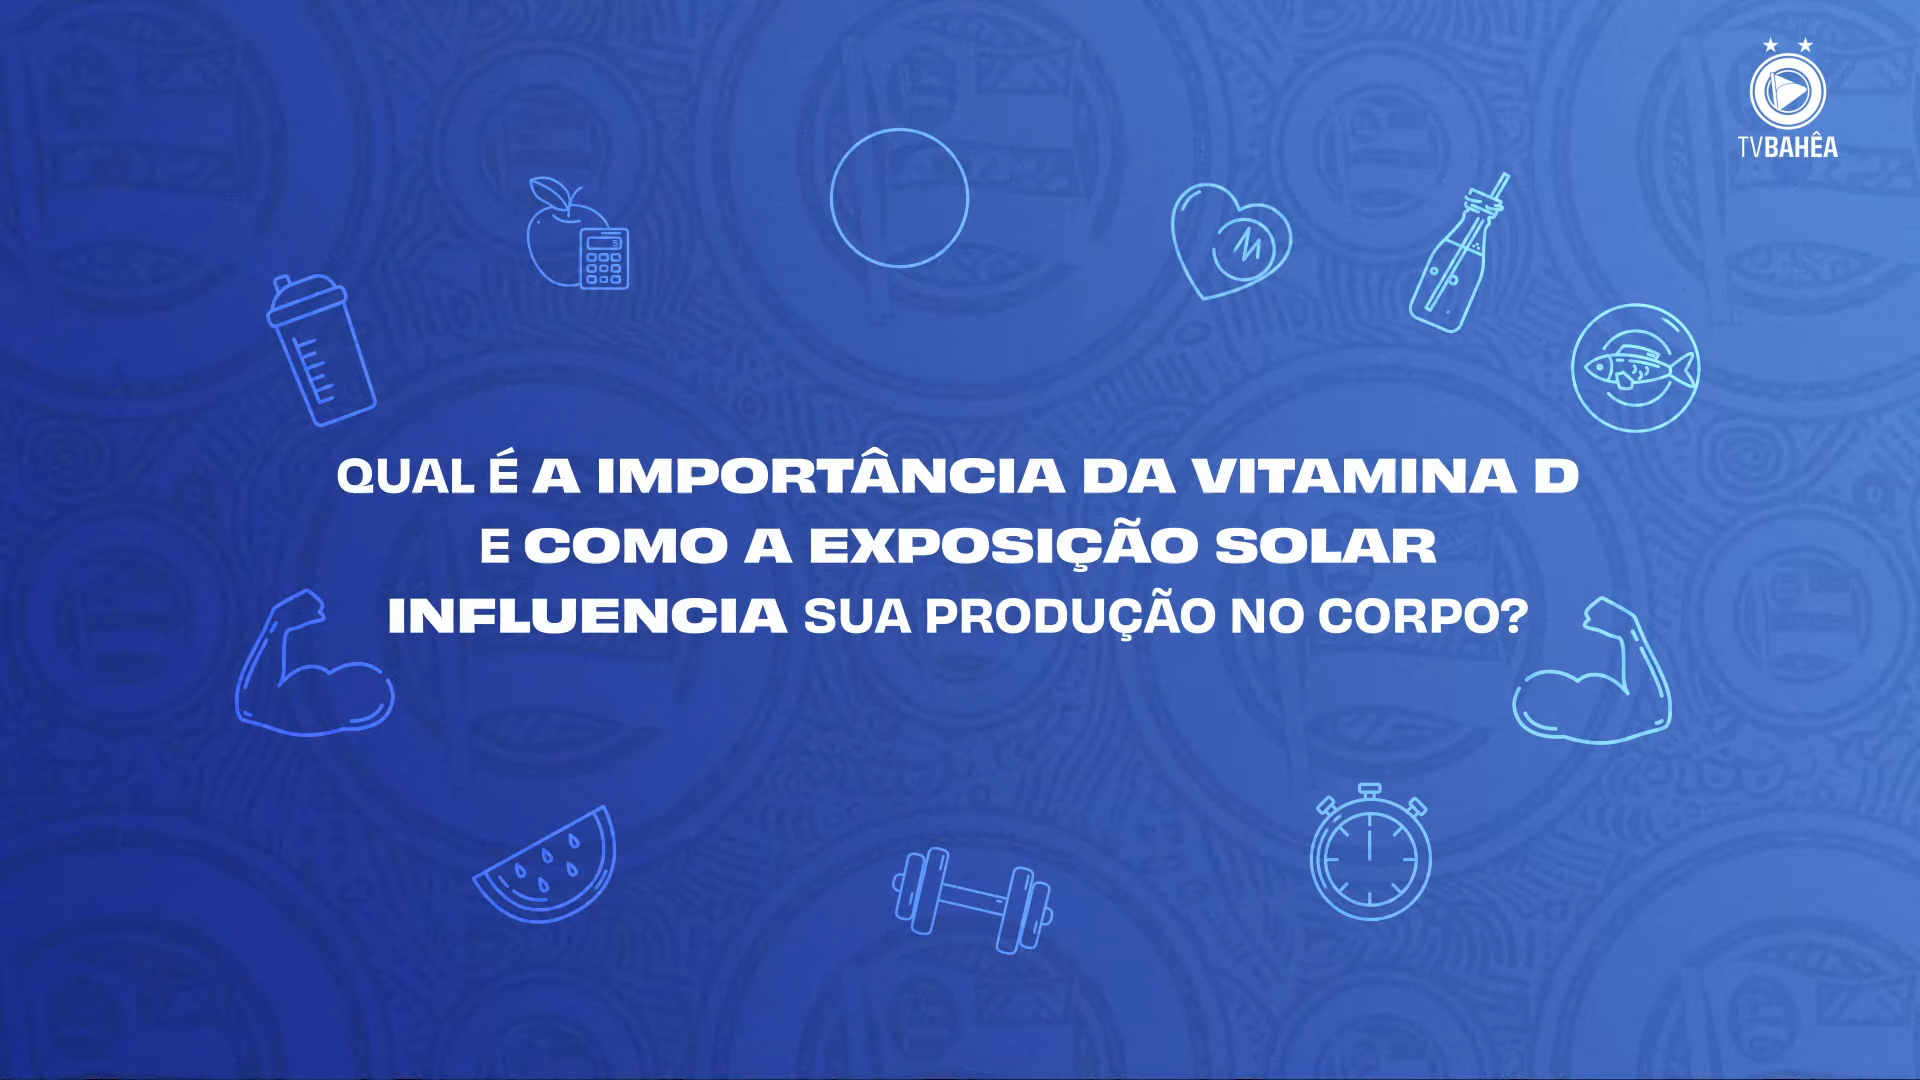 TVBAHÊA
QUAL É A IMPORTÂNCIA DA VITAMINA D
E COMO A EXPOSIÇÃO SOLAR
INFLUENCIA SUA PRODUÇÃO NO CORPO?